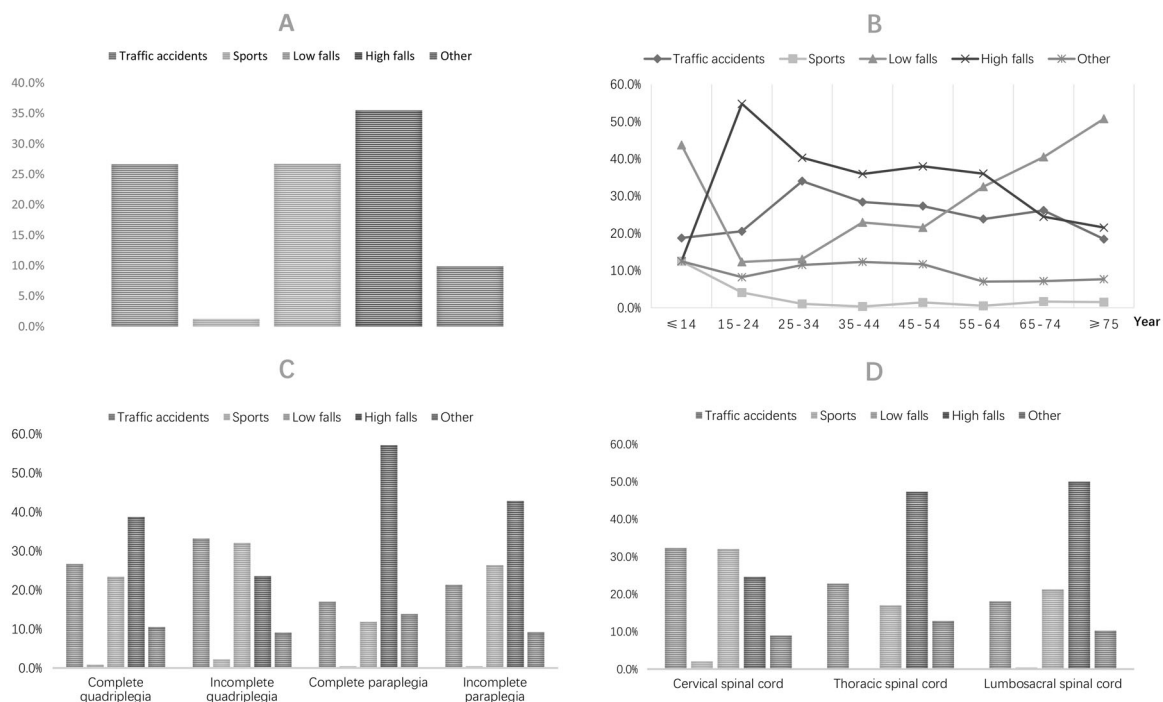 A
Traffic accidents Sports Low falls High falls Other
40.0%
35.0%
30.0%
25.0%
20.0%
15.0%
10.0%
5.0%
0.0%
B
Traffic accidents Sports Low falls High falls Other
60.0%
50.0%
40.0%
30.0%
20.0%
10.0%
0.0%
≤14 15-24 25-34 35-44 45-54 55-64 65-74 ≥75 Year
C
Traffic accidents Sports Low falls High falls Other
60.0%
50.0%
40.0%
30.0%
20.0%
10.0%
0.0%
Complete quadriplegia Incomplete quadriplegia Complete paraplegia Incomplete paraplegia
D
Traffic accidents Sports Low falls High falls Other
60.0%
50.0%
40.0%
30.0%
20.0%
10.0%
0.0%
Cervical spinal cord Thoracic spinal cord Lumbosacral spinal cord